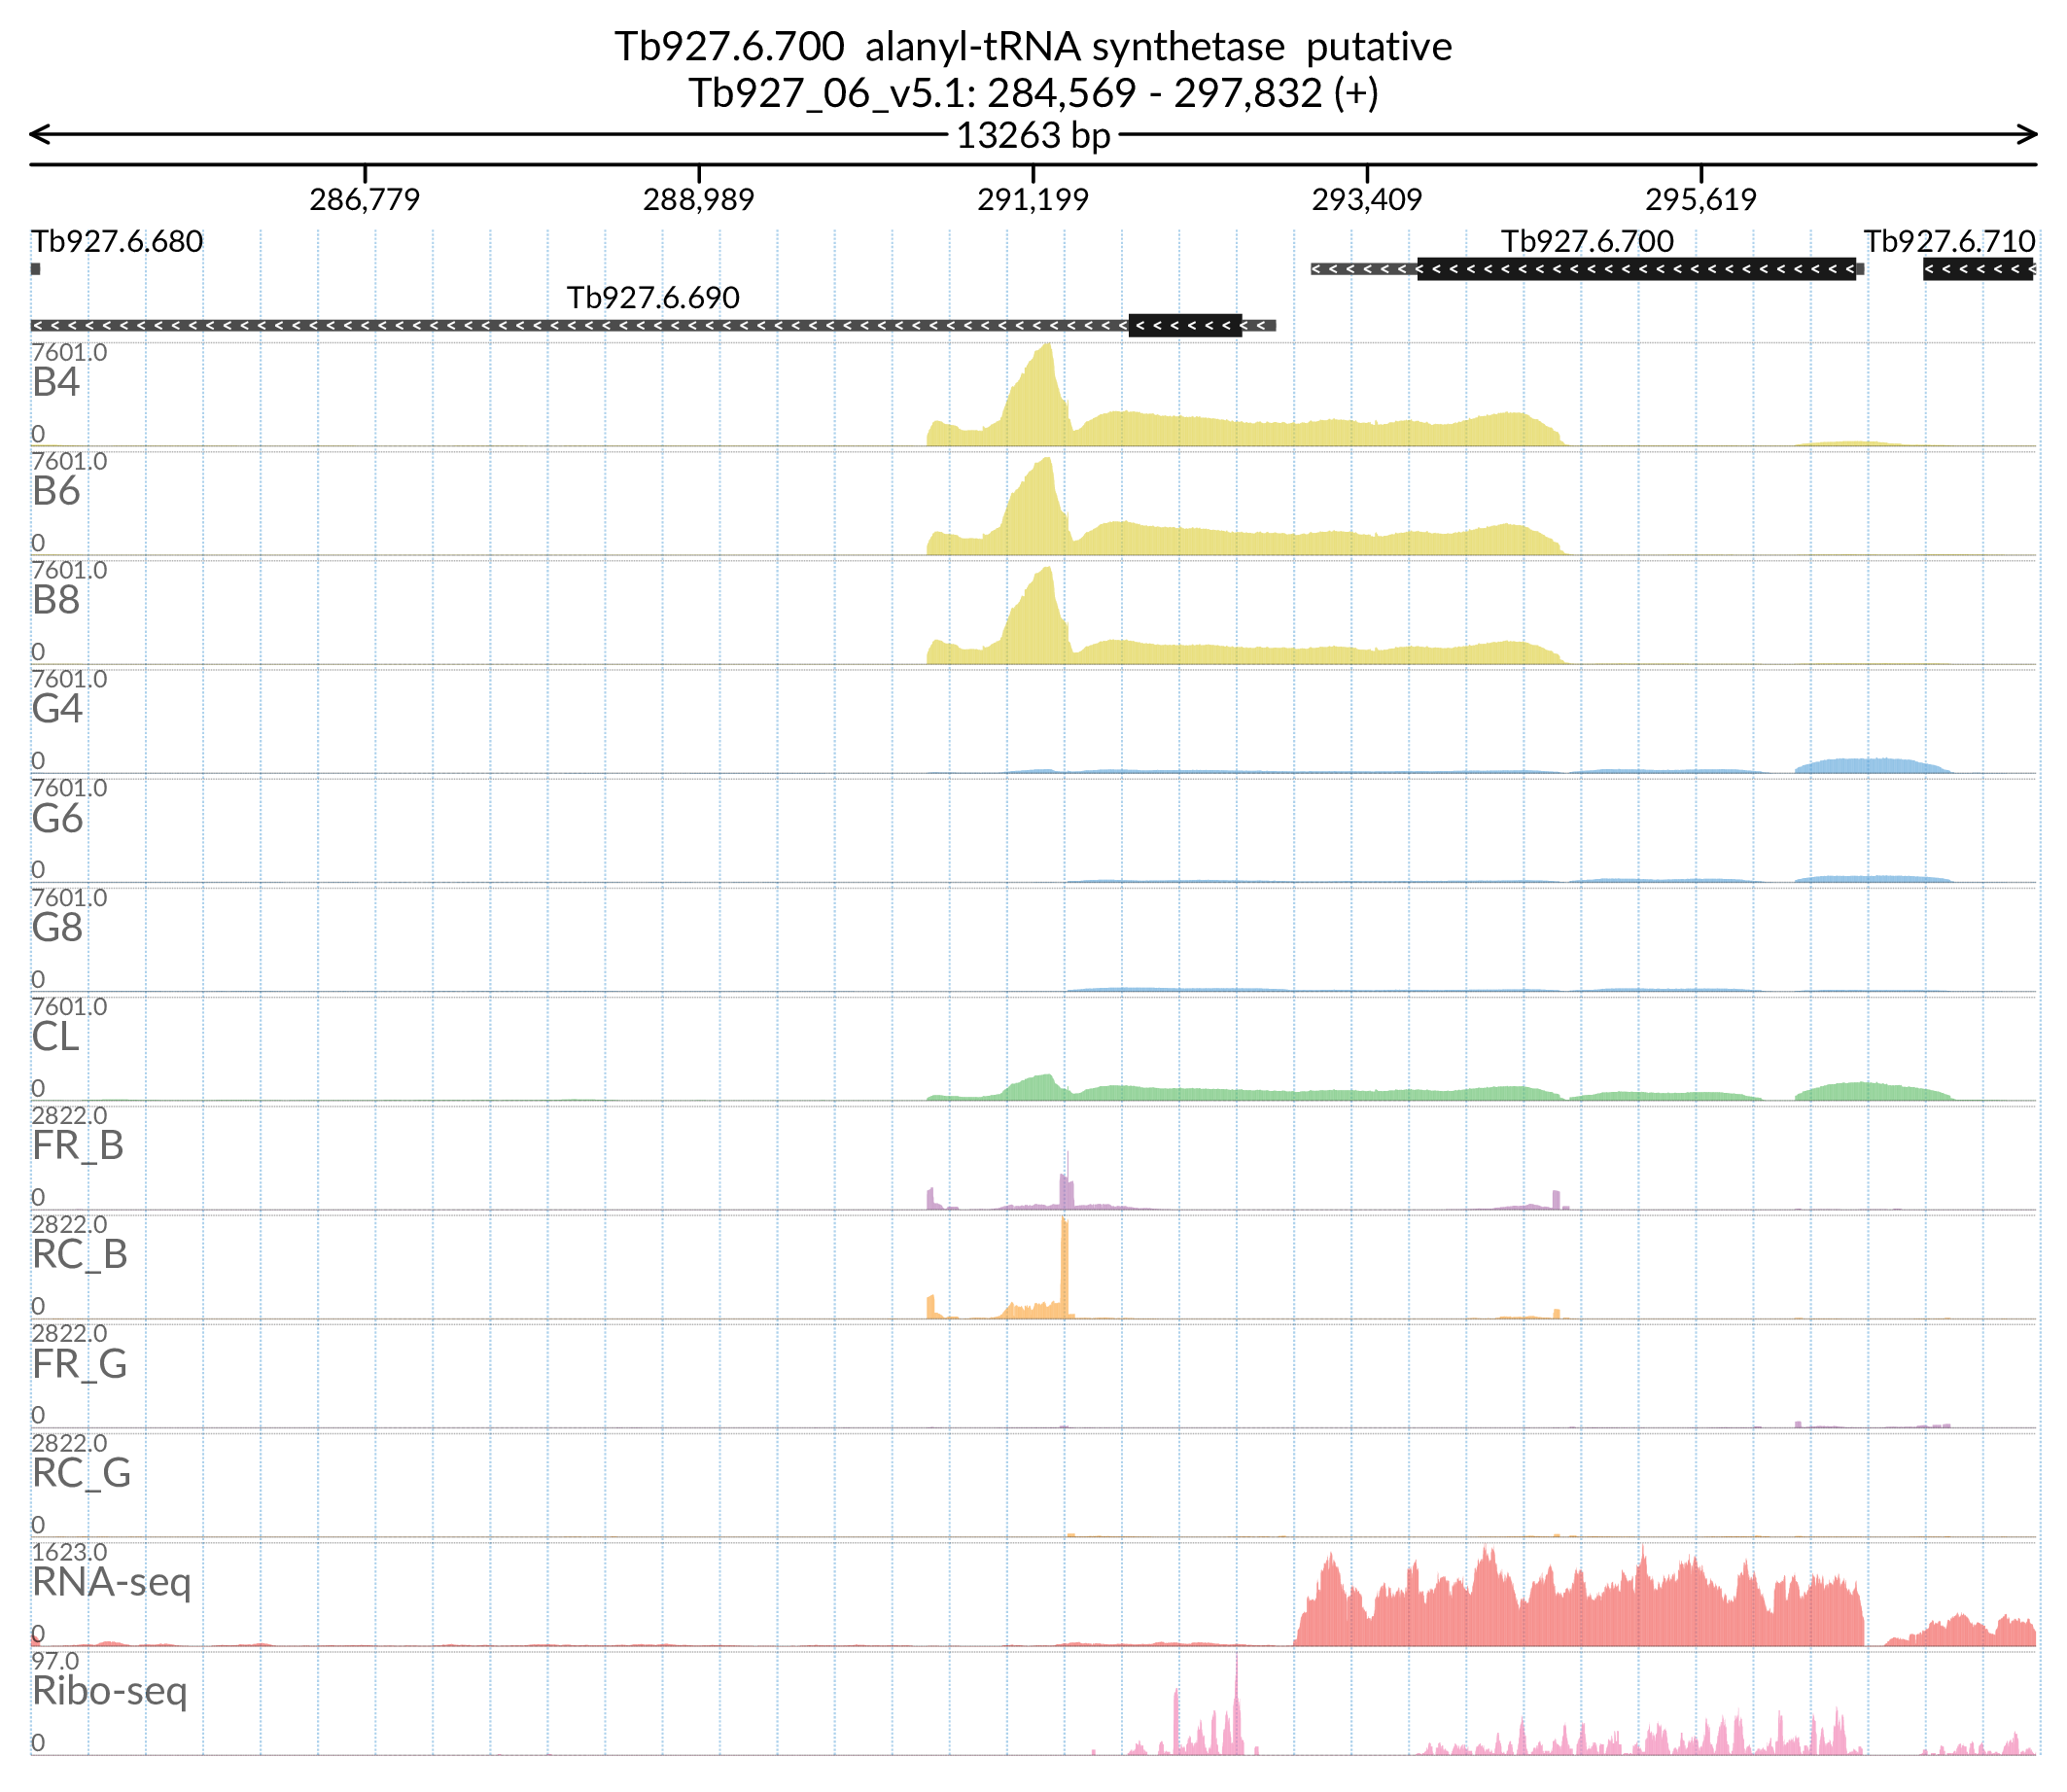 Tb927.6.700 alanyl-tRNA synthetase putative
Tb927_06_v5.1: 284,569 - 297,832 (+)
13263 bp
286,779 288,989 291,199 293,409 295,619
Tb927.6.680 Tb927.6.700 Tb927.6.710
Tb927.6.690
7601.0
B4
0
7601.0
B6
0
7601.0
B8
0
7601.0
G4
0
7601.0
G6
0
7601.0
G8
0
7601.0
CL
0
2822.0
FR_B
0
2822.0
RC_B
0
2822.0
FR_G
0
2822.0
RC_G
0
1623.0
RNA-seq
0
97.0
Ribo-seq
0